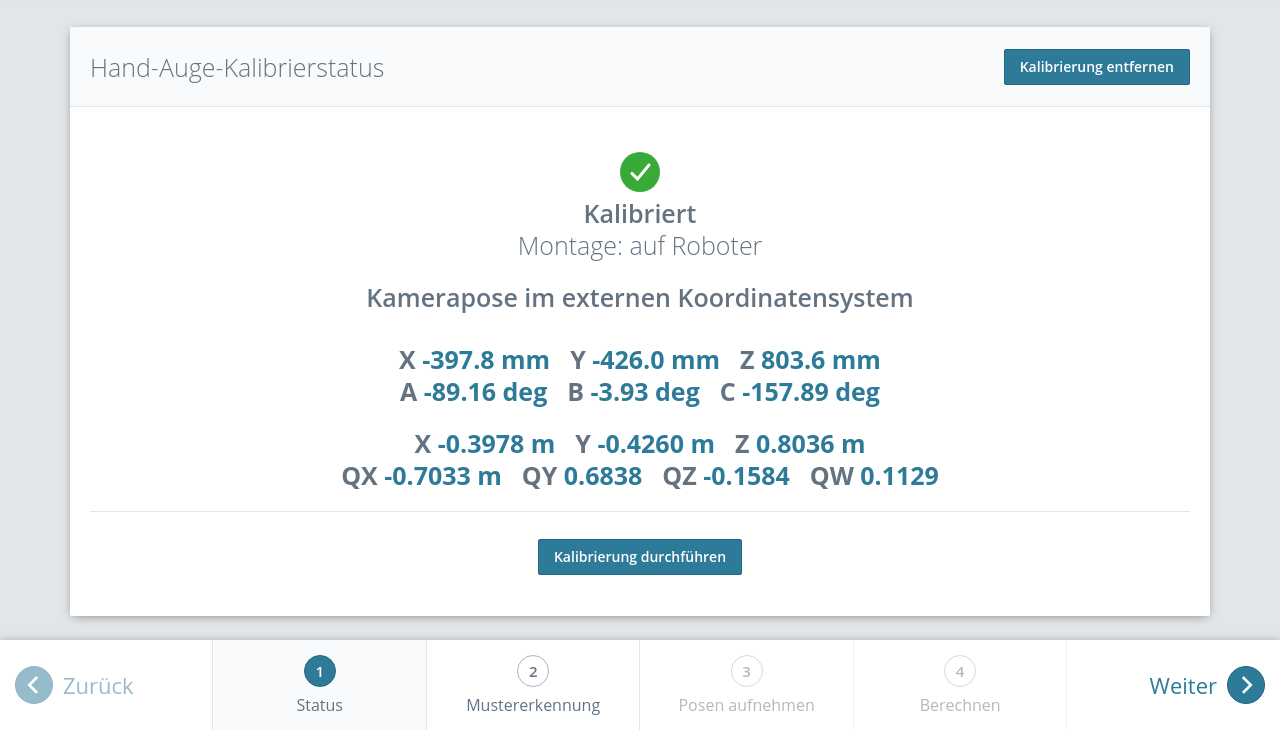 Hand-Auge-Kalibrierstatus
Kalibrierung entfernen
Kalibriert
Montage: auf Roboter
Kamerapose im externen Koordinatensystem
X -397.8 mm Y -426.0 mm Z 803.6 mm
A -89.16 deg B -3.93 deg C -157.89 deg
X -0.3978 m Y -0.4260 m Z 0.8036 m
QX -0.7033 m QY 0.6838 QZ -0.1584 QW 0.1129
Kalibrierung durchführen
Zurück
1
Status
2
Mustererkennung
3
Posen aufnehmen
4
Berechnen
Weiter